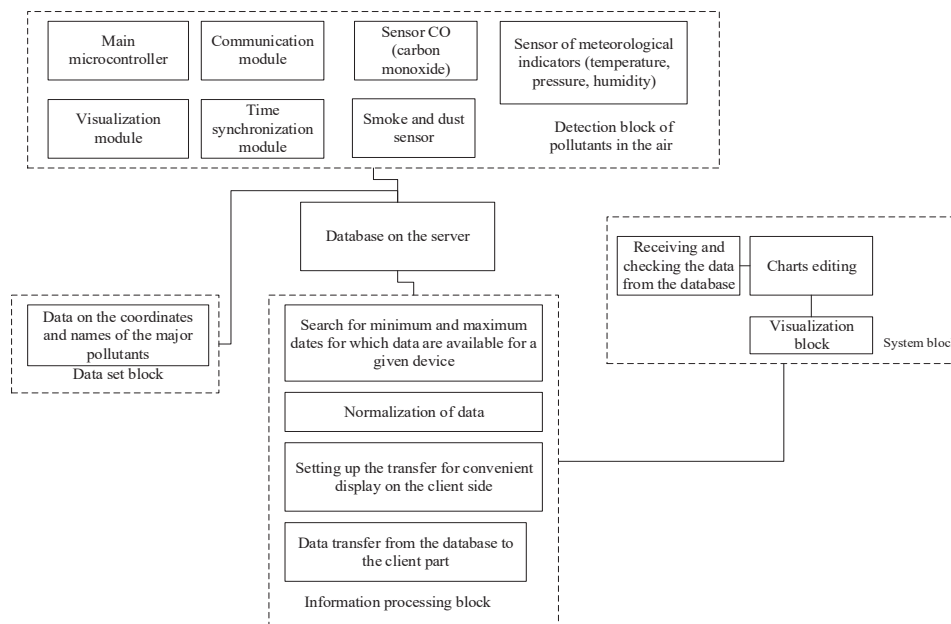 Main
microcontroller
Communication
module
Sensor CO
(carbon
monoxide)
Sensor of meteorological
indicators (temperature,
pressure, humidity)
Visualization
module
Time
synchronization
module
Smoke and dust
sensor
Detection block of
pollutants in the air
Database on the server
Receiving and
checking the data
from the database
Charts editing
Visualization
block
System block
Data on the coordinates
and names of the major
pollutants
Data set block
Search for minimum and maximum
dates for which data are available for a
given device
Normalization of data
Setting up the transfer for convenient
display on the client side
Data transfer from the database to
the client part
Information processing block